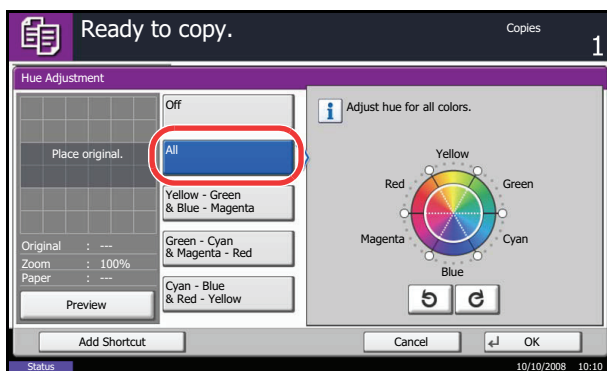 Ready to copy.
Copies
1
Hue Adjustment
Place original.
Original : ---
Zoom : 100%
Paper : ---
Preview
Off
All
Yellow - Green
& Blue - Magenta
Green - Cyan
& Magenta - Red
Cyan - Blue
& Red - Yellow
i Adjust hue for all colors.
Yellow
Red
Green
Magenta
Cyan
Blue
Add Shortcut
Cancel
OK
Status
10/10/2008 10:10